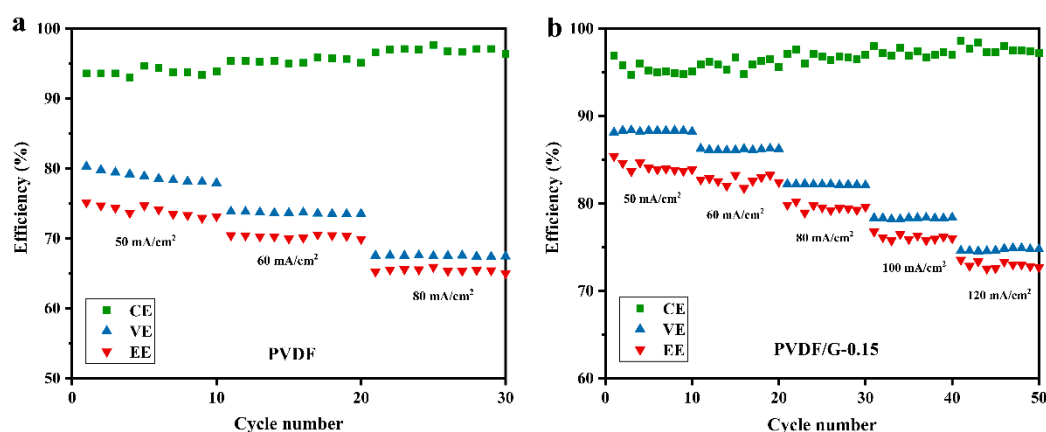 a
100
90
80
70
60
50
Efficiency (%)
50 mA/cm²
60 mA/cm²
80 mA/cm²
CE
VE
EE
PVDF
0
10
20
30
Cycle number
b
100
90
80
70
60
Efficiency (%)
50 mA/cm²
60 mA/cm²
80 mA/cm²
100 mA/cm²
120 mA/cm²
CE
VE
EE
PVDF/G-0.15
0
10
20
30
40
50
Cycle number